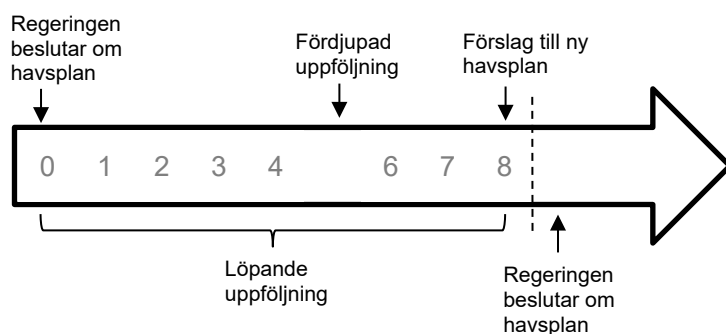 Regeringen
beslutar om
havsplan
Fördjupad
uppföljning
Förslag till ny
havsplan
0 1 2 3 4 6 7 8
Löpande
uppföljning
Regeringen
beslutar om
havsplan